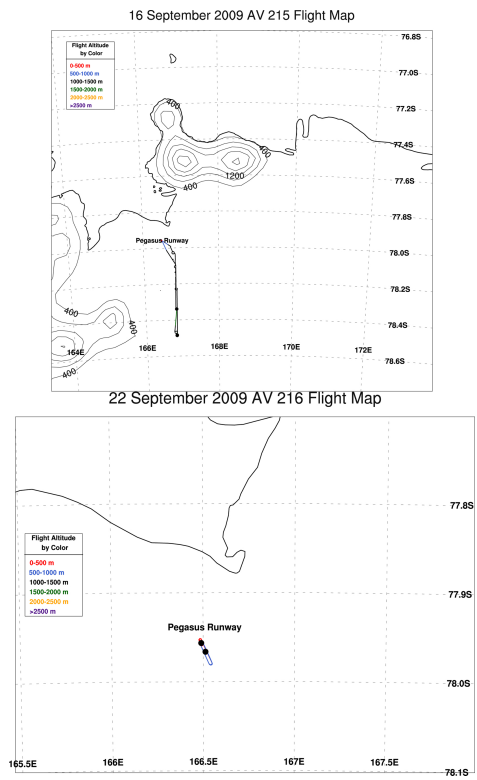 16 September 2009 AV 215 Flight Map
Flight Altitude
by Color
0-500 m
500-1000 m
1000-1500 m
1500-2000 m
2000-2500 m
>2500 m
76.8S
77.0S
77.2S
400
77.4S
400
77.6S
1200
400
77.8S
Pegasus Runway
78.0S
78.2S
400
400
78.4S
164E
166E
168E
170E
172E
78.6S
400
22 September 2009 AV 216 Flight Map
77.8S
Flight Altitude
by Color
0-500 m
500-1000 m
1000-1500 m
1500-2000 m
2000-2500 m
>2500 m
77.9S
Pegasus Runway
78.0S
165.5E
166E
166.5E
167E
167.5E
78.1S